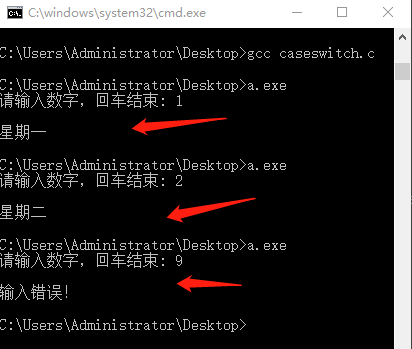 C:\windows\system32\cmd.exe
C:\Users\Administrator\Desktop>gcc caseswitch.c
C:\Users\Administrator\Desktop>a.exe
请输入数字，回车结束: 1
星期一
C:\Users\Administrator\Desktop>a.exe
请输入数字，回车结束: 2
星期二
C:\Users\Administrator\Desktop>a.exe
请输入数字，回车结束: 9
输入错误!
C:\Users\Administrator\Desktop>